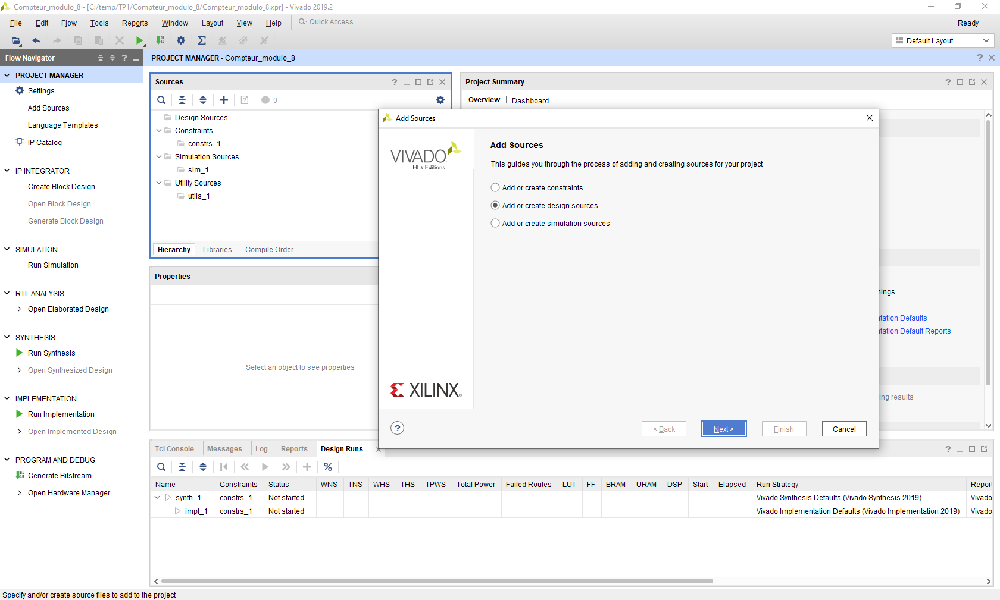 Compteur_modulo_8 - [C:/temp/TP1/Compteur_modulo_8/Compteur_modulo_8.xpr] - Vivado 2019.2
File Edit Flow Tools Reports Window Layout View Help Quick Access Ready
Default Layout
Flow Navigator
PROJECT MANAGER - Compteur_modulo_8
PROJECT MANAGER
Settings
Add Sources
Language Templates
IP Catalog
IP INTEGRATOR
Create Block Design
Open Block Design
Generate Block Design
SIMULATION
Run Simulation
RTL ANALYSIS
Open Elaborated Design
SYNTHESIS
Run Synthesis
Open Synthesized Design
IMPLEMENTATION
Run Implementation
Open Implemented Design
PROGRAM AND DEBUG
Generate Bitstream
Open Hardware Manager
Sources
0
Design Sources
Constraints
constrs_1
Simulation Sources
sim_1
Utility Sources
utils_1
Hierarchy Libraries Compile Order
Properties
Select an object to see properties
Project Summary
Overview Dashboard
nings
ntation Defaults
ntation Default Reports
ing results
Add Sources
VIVADO
HLx Editions
Add Sources
This guides you through the process of adding and creating sources for your project
Add or create constraints
Add or create design sources
Add or create simulation sources
XILINX
? < Back Next > Finish Cancel
Tcl Console Messages Log Reports Design Runs
Name Constraints Status WNS TNS WHS THS TPWS Total Power Failed Routes LUT FF BRAM URAM DSP Start Elapsed Run Strategy Report
synth_1 constrs_1 Not started Vivado Synthesis Defaults (Vivado Synthesis 2019) Vivado
impl_1 constrs_1 Not started Vivado Implementation Defaults (Vivado Implementation 2019) Vivado
Specify and/or create source files to add to the project